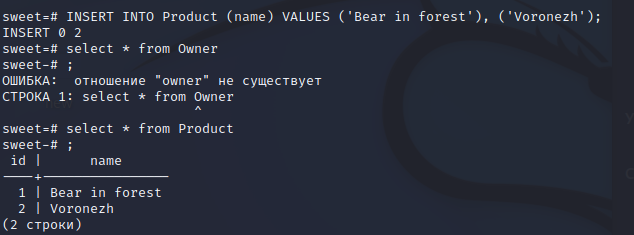 sweet=# INSERT INTO Product (name) VALUES ('Bear in forest'), ('Voronezh');
INSERT 0 2
sweet=# select * from Owner
sweet-# ;
ОШИБКА:  отношение "owner" не существует
СТРОКА 1: select * from Owner
                        ^
sweet=# select * from Product
sweet-# ;
 id |      name
----+----------------
  1 | Bear in forest
  2 | Voronezh
(2 строки)